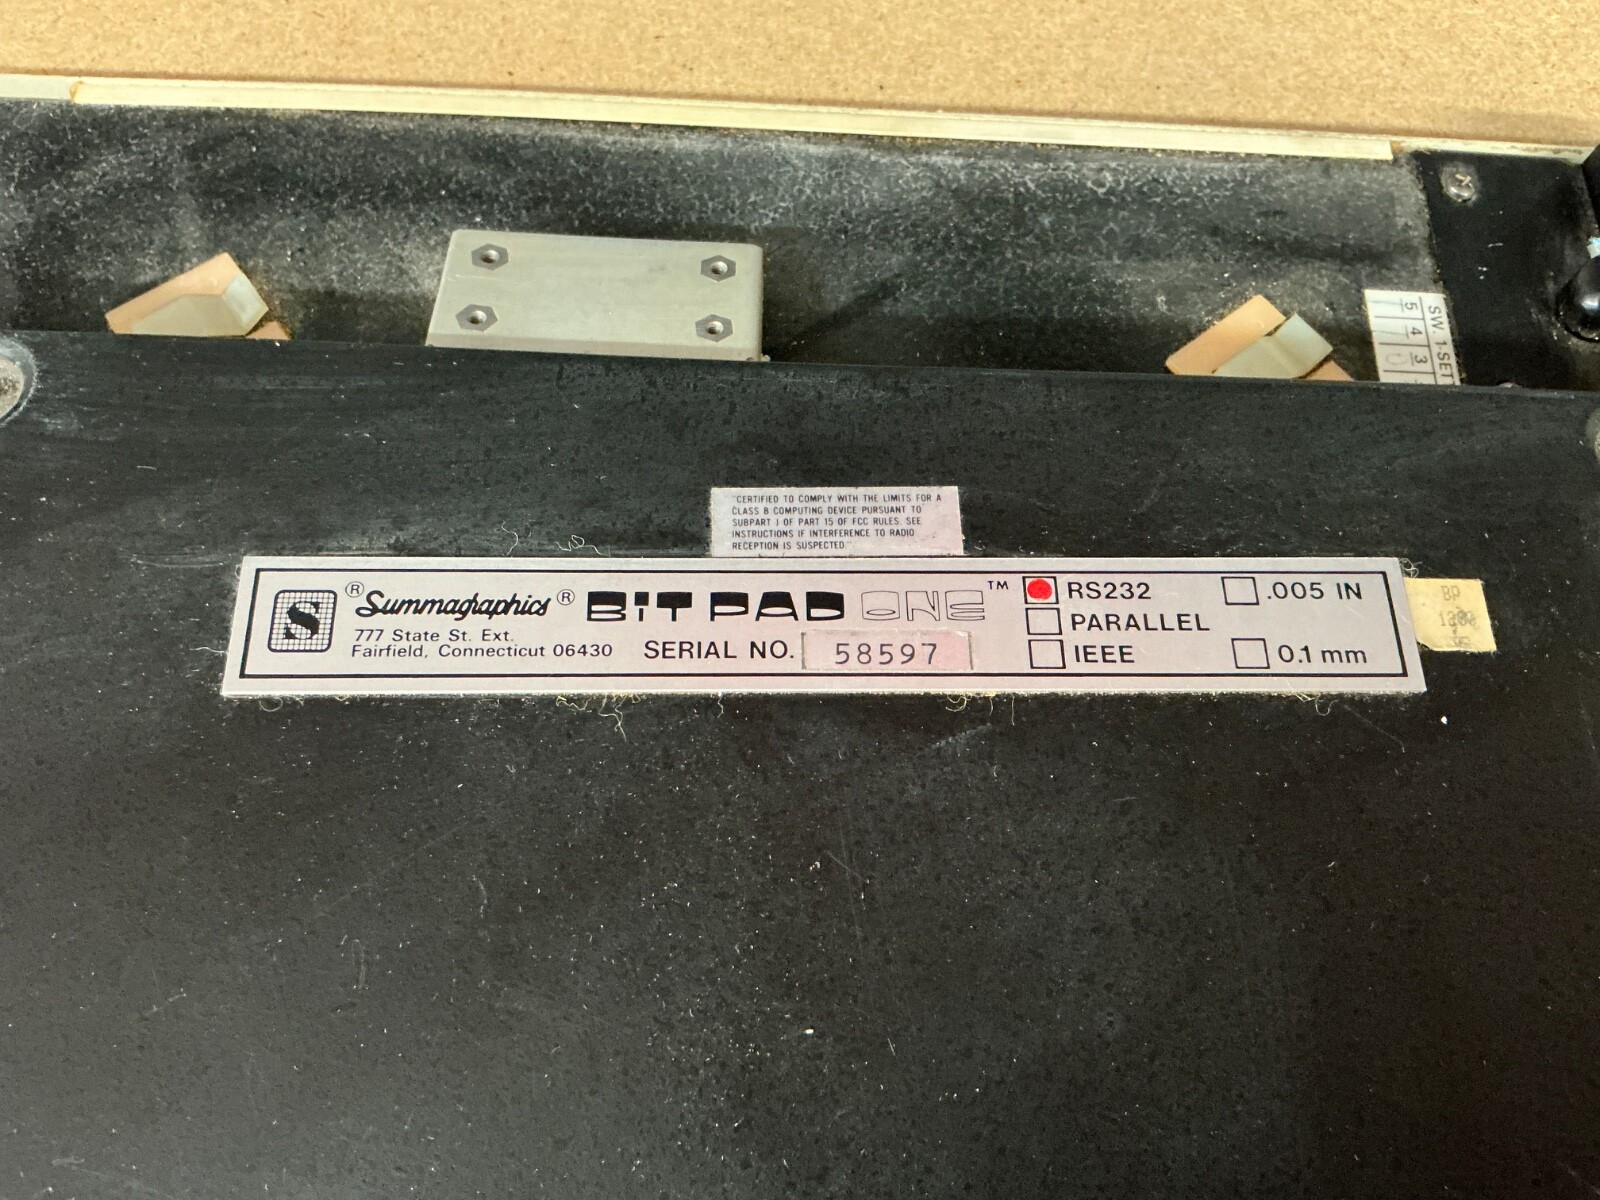 SW. 1-SET
5 4 3
"CERTIFIED TO COMPLY WITH THE LIMITS FOR A
CLASS B COMPUTING DEVICE PURSUANT TO
SUBPART J OF PART 15 OF FCC RULES. SEE
INSTRUCTIONS IF INTERFERENCE TO RADIO
RECEPTION IS SUSPECTED."
S ® Summagraphics ® BIT PAD ONE ™
777 State St. Ext.
Fairfield, Connecticut 06430
SERIAL NO. 58597
RS232
PARALLEL
IEEE
.005 IN
0.1 mm
BP